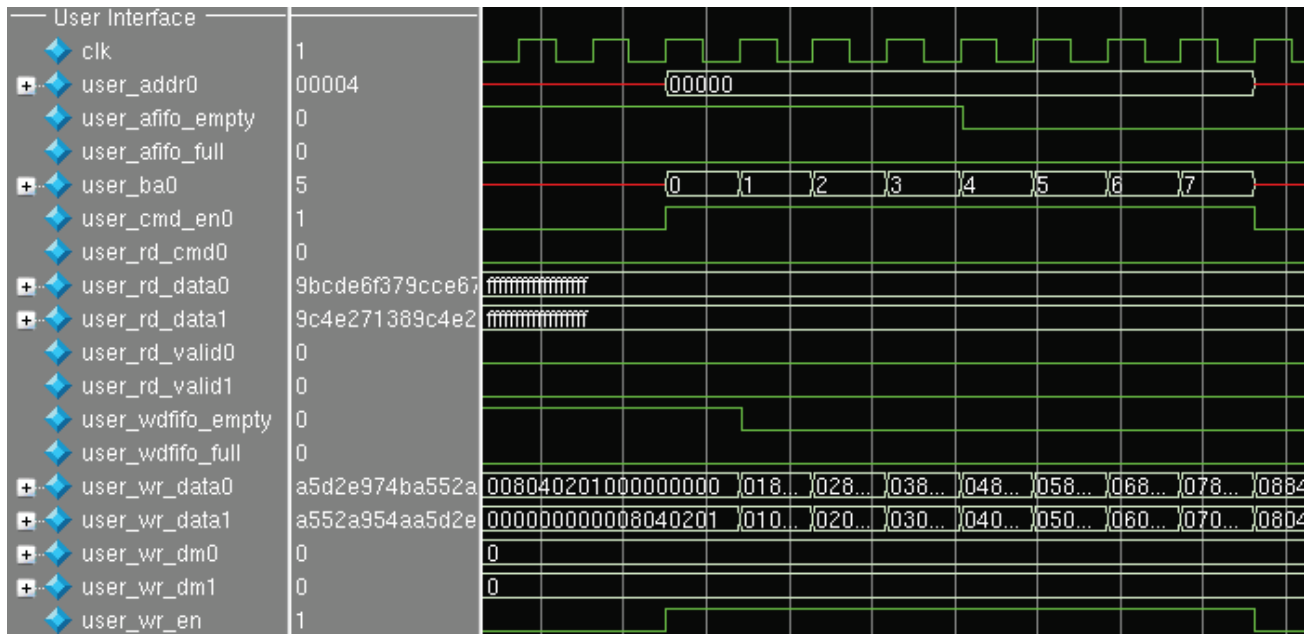 User Interface
clk 1
user_addr0 00004 00000
user_afifo_empty 0
user_afifo_full 0
user_ba0 5 0 1 2 3 4 5 6 7
user_cmd_en0 1
user_rd_cmd0 0
user_rd_data0 9bcde6f379cce67
user_rd_data1 9c4e271389c4e2
user_rd_valid0 0
user_rd_valid1 0
user_wdfifo_empty 0
user_wdfifo_full 0
user_wr_data0 a5d2e974ba552a 0080402010000000000 018... 028... 038... 048... 058... 068... 078... 0884
user_wr_data1 a552a954aa5d2e 0000000000008040201 010... 020... 030... 040... 050... 060... 070... 0804
user_wr_dm0 0 0
user_wr_dm1 0 0
user_wr_en 1